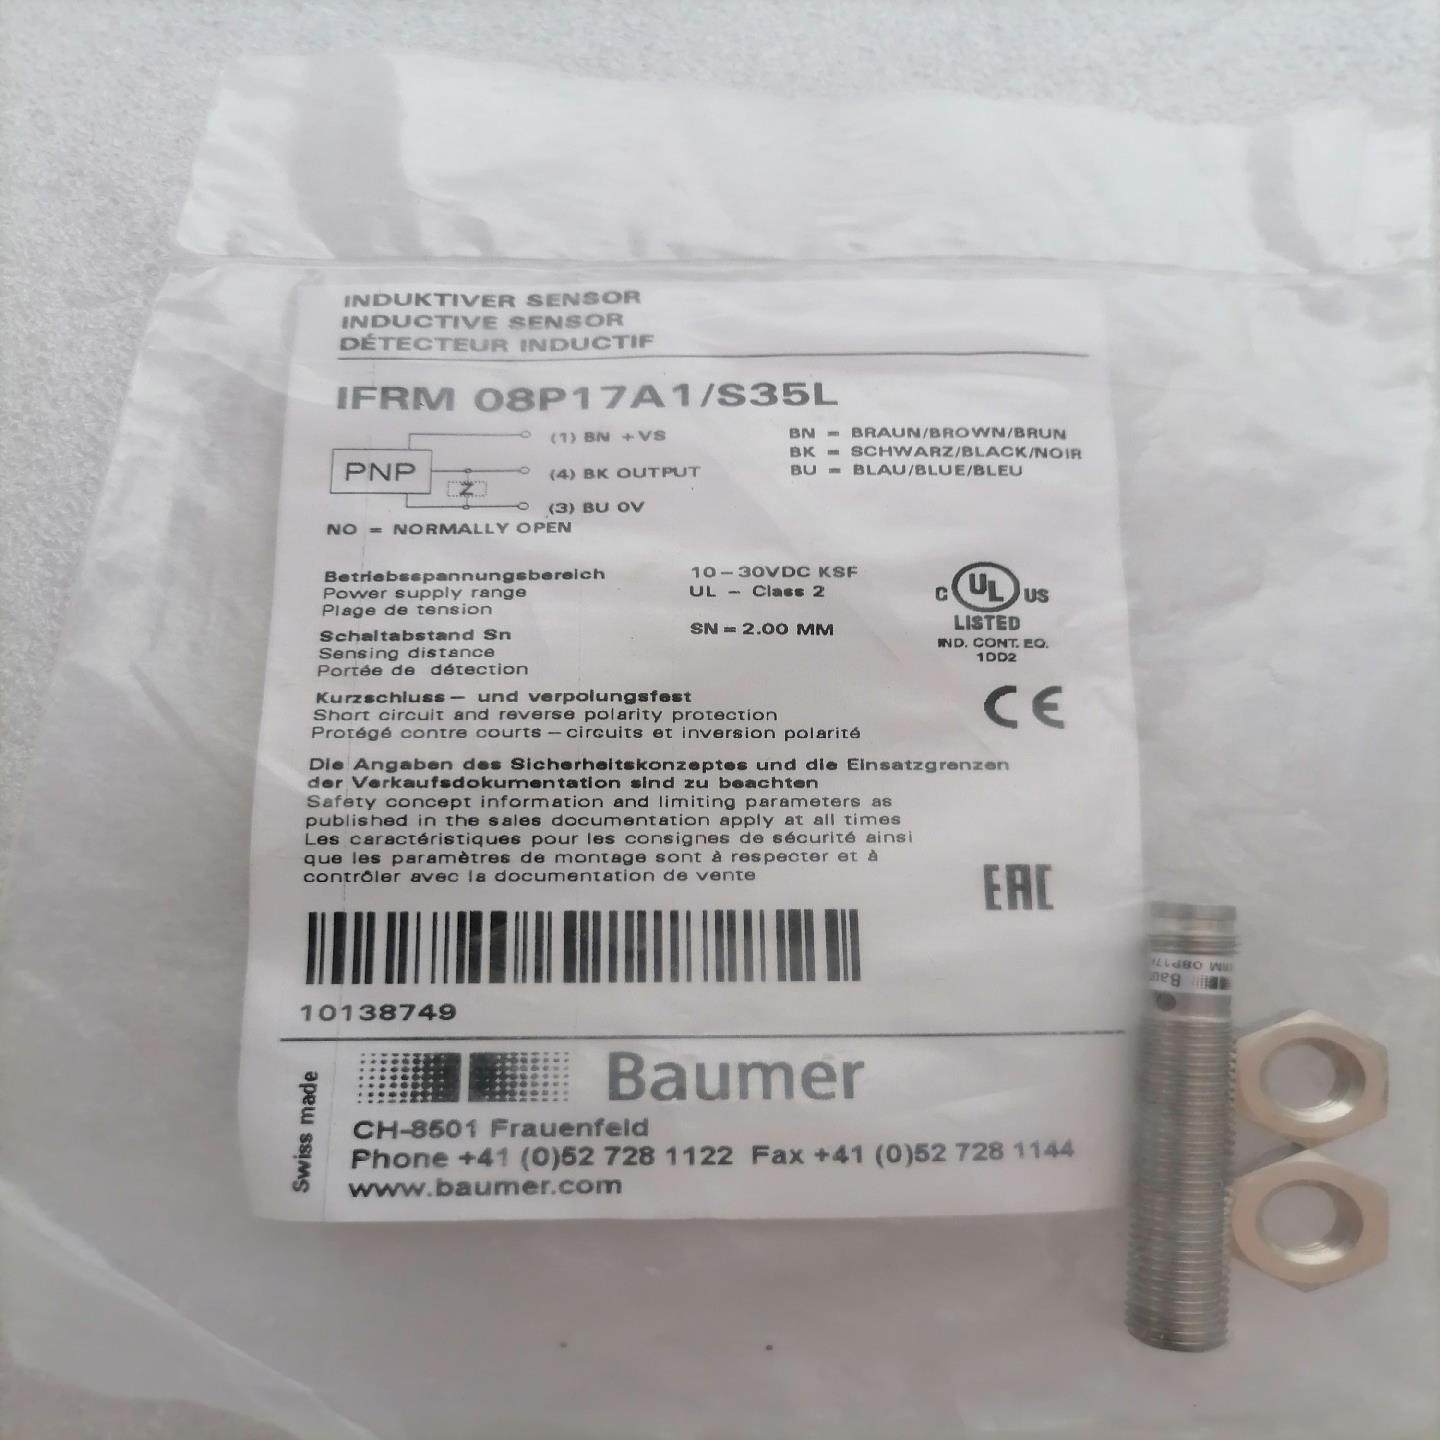 INDUKTIVER SENSOR
INDUCTIVE SENSOR
DÉTECTEUR INDUCTIF
IFRM 08P17A1/S35L
PNP
Z
(1) BN +VS
(4) BK OUTPUT
(3) BU 0V
NO = NORMALLY OPEN
BN = BRAUN/BROWN/BRUN
BK = SCHWARZ/BLACK/NOIR
BU = BLAU/BLUE/BLEU
Betriebsspannungsbereich
Power supply range
Plage de tension
10-30VDC KSF
UL - Class 2
Schaltabstand Sn
Sensing distance
Portée de détection
SN = 2.00 MM
C UL US
LISTED
IND. CONT. EQ.
1DD2
Kurzschluss - und verpolungsfest
Short circuit and reverse polarity protection
Protégé contre courts - circuits et inversion polarité
CE
Die Angaben des Sicherheitskonzeptes und die Einsatzgrenzen
der Verkaufsdokumentation sind zu beachten
Safety concept information and limiting parameters as
published in the sales documentation apply at all times
Les caractéristiques pour les consignes de sécurité ainsi
que les paramètres de montage sont à respecter et à
contrôler avec la documentation de vente
EAC
10138749
Swiss made
Baumer
CH-8501 Frauenfeld
Phone +41 (0)52 728 1122 Fax +41 (0)52 728 1144
www.baumer.com